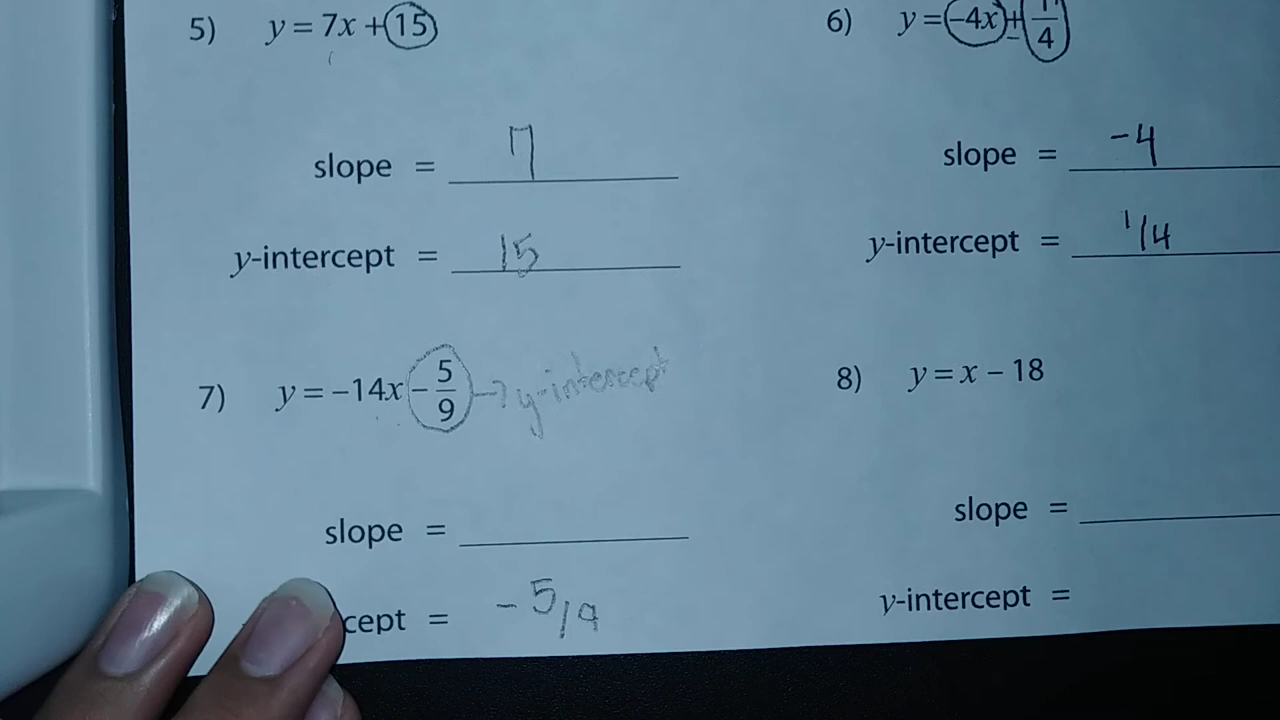 5) y = 7x + 15
slope = 7
y-intercept = 15
6) y = -4x + 1/4
slope = -4
y-intercept = 1/4
7) y = -14x - 5/9 → y-intercept
slope =
cept = -5/9
8) y = x - 18
slope =
y-intercept =